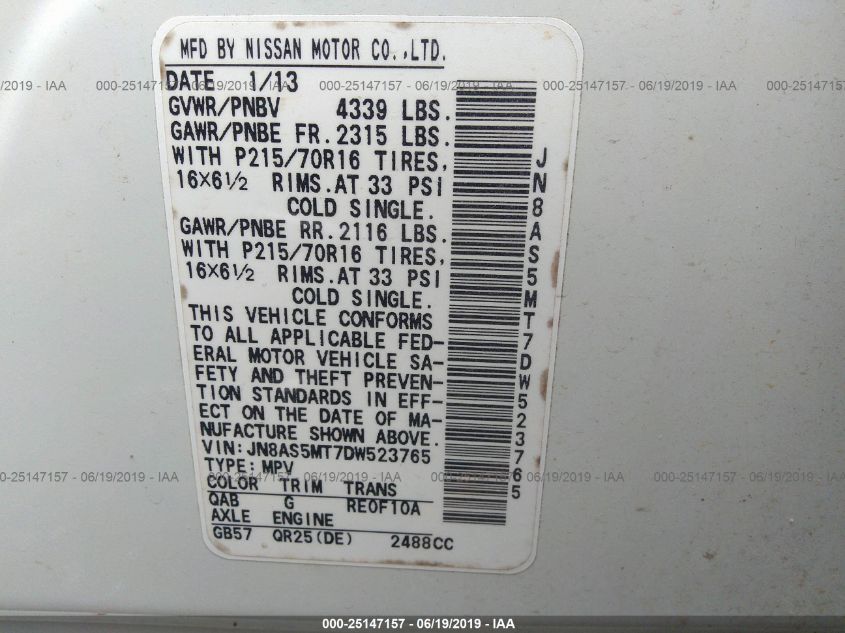 MFD BY NISSAN MOTOR CO.,LTD.
DATE 1/13
GVWR/PNBV 4339 LBS.
GAWR/PNBE FR.2315 LBS.
WITH P215/70R16 TIRES,
16X6½ RIMS.AT 33 PSI
COLD SINGLE.
GAWR/PNBE RR.2116 LBS.
WITH P215/70R16 TIRES,
16X6½ RIMS.AT 33 PSI
COLD SINGLE.
THIS VEHICLE CONFORMS
TO ALL APPLICABLE FED-
ERAL MOTOR VEHICLE SA-
FETY AND THEFT PREVEN-
TION STANDARDS IN EFF-
ECT ON THE DATE OF MA-
NUFACTURE SHOWN ABOVE.
VIN:JN8AS5MT7DW523765
TYPE:MPV
COLOR TRIM TRANS
QAB G RE0F10A
AXLE ENGINE
GB57 QR25(DE) 2488CC
JN8AS5MT7DW523765
000-25147157 - 06/19/2019 - IAA